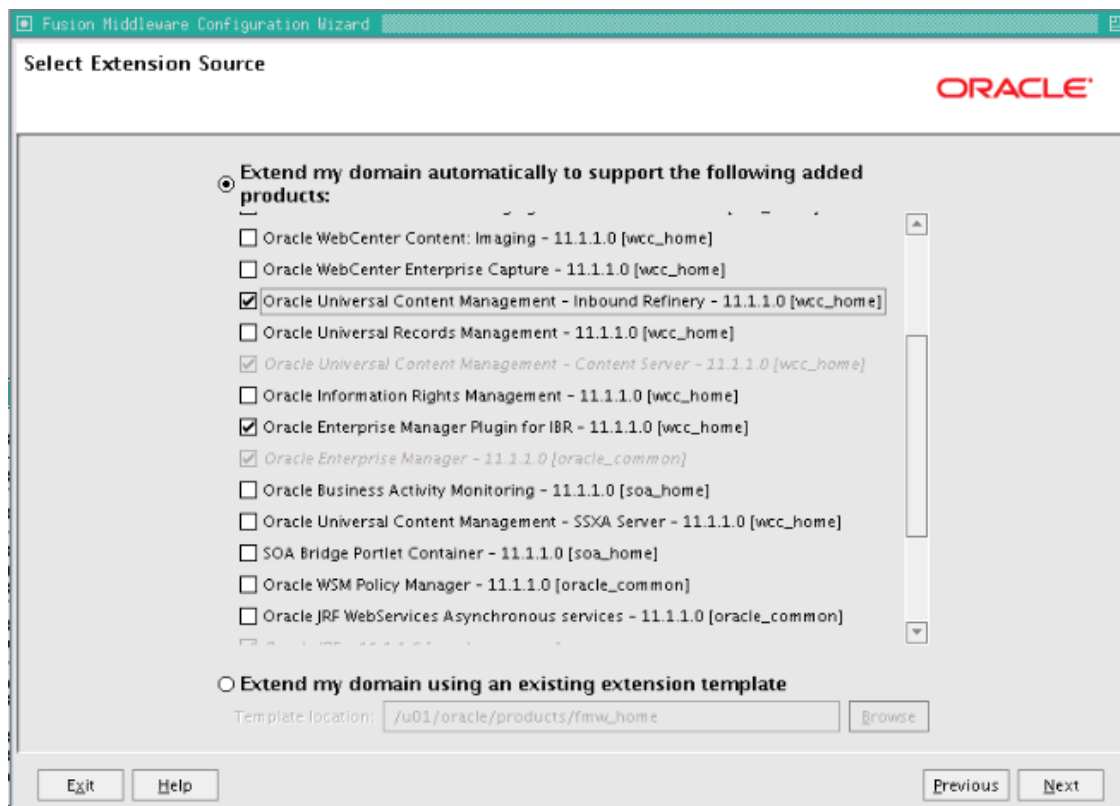 Fusion Middleware Configuration Wizard
Select Extension Source
ORACLE
Extend my domain automatically to support the following added
products:
Oracle WebCenter Content: Imaging - 11.1.1.0 [wcc_home]
Oracle WebCenter Enterprise Capture - 11.1.1.0 [wcc_home]
Oracle Universal Content Management - Inbound Refinery - 11.1.1.0 [wcc_home]
Oracle Universal Records Management - 11.1.1.0 [wcc_home]
Oracle Universal Content Management - Content Server - 11.1.1.0 [wcc_home]
Oracle Information Rights Management - 11.1.1.0 [wcc_home]
Oracle Enterprise Manager Plugin for IBR - 11.1.1.0 [wcc_home]
Oracle Enterprise Manager - 11.1.1.0 [oracle_common]
Oracle Business Activity Monitoring - 11.1.1.0 [soa_home]
Oracle Universal Content Management - SSXA Server - 11.1.1.0 [wcc_home]
SOA Bridge Portlet Container - 11.1.1.0 [soa_home]
Oracle WSM Policy Manager - 11.1.1.0 [oracle_common]
Oracle JRF WebServices Asynchronous services - 11.1.1.0 [oracle_common]
Extend my domain using an existing extension template
Template location: /u01/oracle/products/fmw_home Browse
Exit Help Previous Next